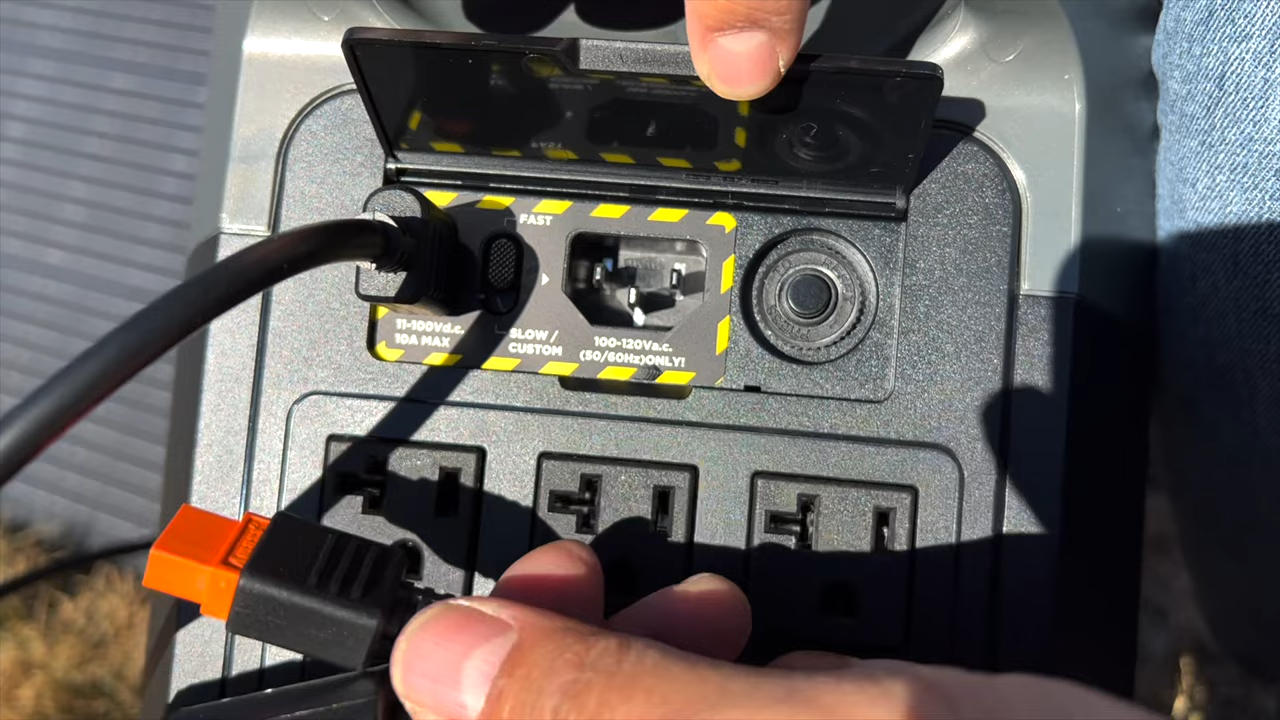 FAST
11-100Vd.c.
10A MAX
SLOW /
CUSTOM
100-120Va.c.
(50/60Hz)ONLY!